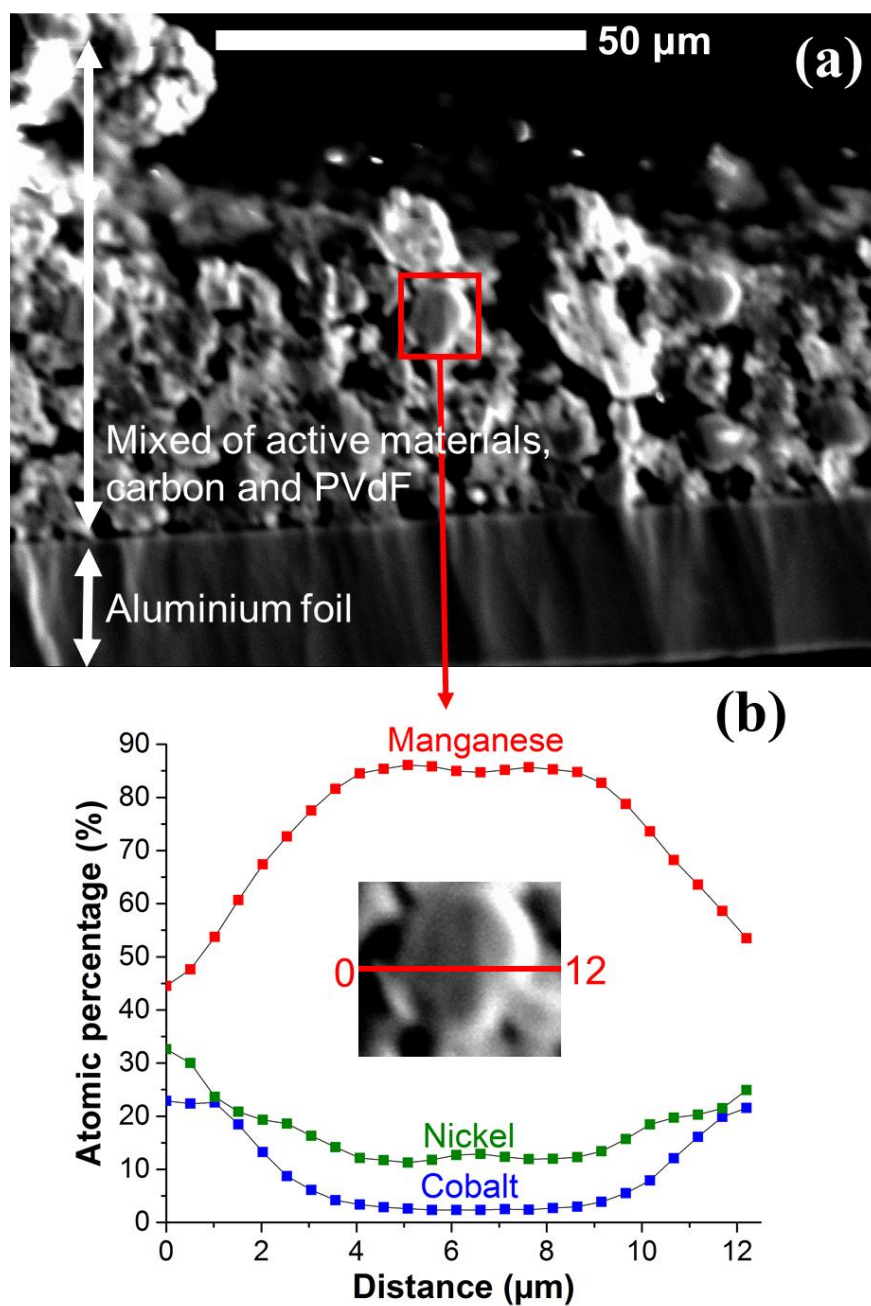 50 µm
(a)
Mixed of active materials,
carbon and PVdF
Aluminium foil
(b)
Atomic percentage (%)
90
80
70
60
50
40
30
20
10
0
Manganese
0
12
Nickel
Cobalt
0
2
4
6
8
10
12
Distance (µm)